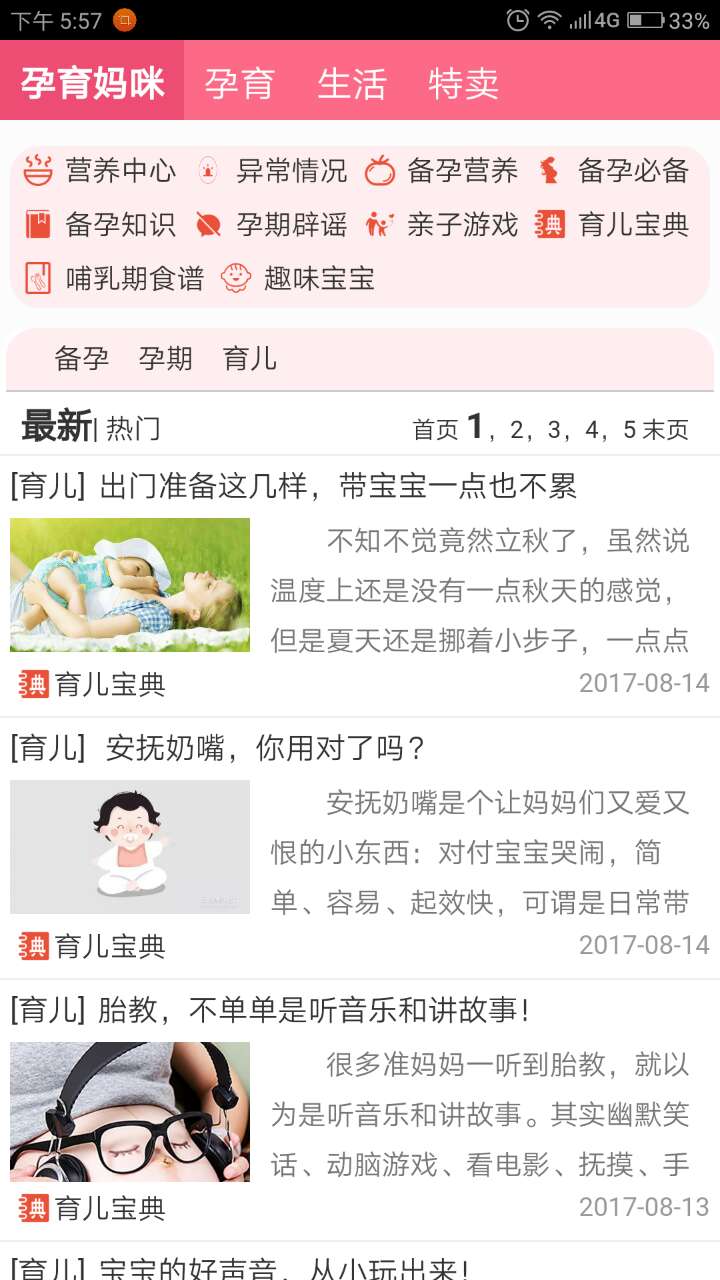 下午 5:57 4G 33%
孕育妈咪 孕育 生活 特卖
营养中心 异常情况 备孕营养 备孕必备
备孕知识 孕期辟谣 亲子游戏 典 育儿宝典
哺乳期食谱 趣味宝宝
备孕 孕期 育儿
最新| 热门 首页 1, 2, 3, 4, 5 末页
[育儿] 出门准备这几样，带宝宝一点也不累
不知不觉竟然立秋了，虽然说
温度上还是没有一点秋天的感觉，
但是夏天还是挪着小步子，一点点
典 育儿宝典 2017-08-14
[育儿] 安抚奶嘴，你用对了吗？
安抚奶嘴是个让妈妈们又爱又
恨的小东西：对付宝宝哭闹，简
单、容易、起效快，可谓是日常带
典 育儿宝典 2017-08-14
[育儿] 胎教，不单单是听音乐和讲故事！
很多准妈妈一听到胎教，就以
为是听音乐和讲故事。其实幽默笑
话、动脑游戏、看电影、抚摸、手
典 育儿宝典 2017-08-13
[育儿] 宝宝的好声音，从小玩出来！